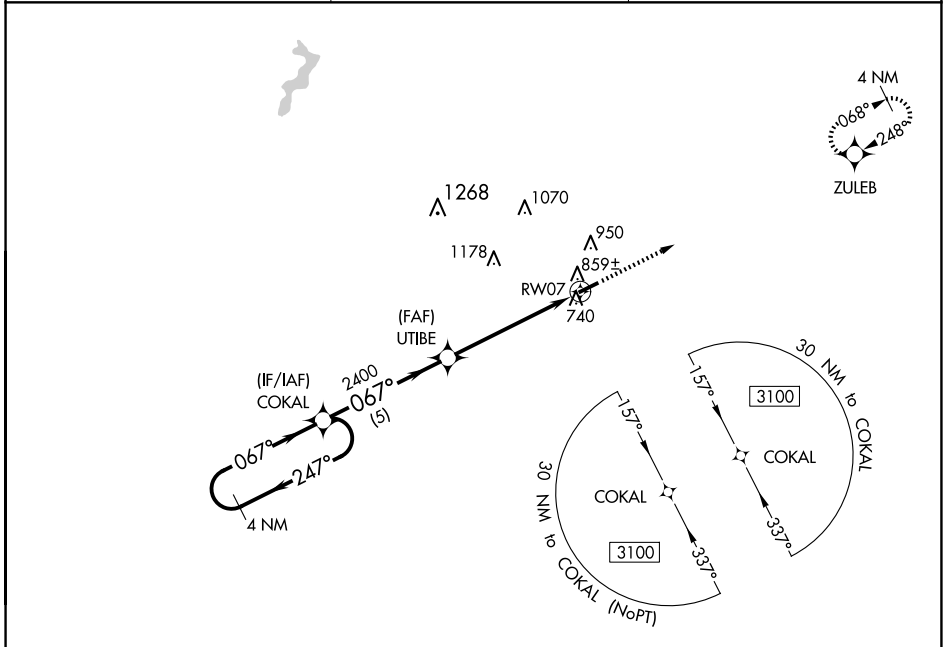 4 NM
068°
248°
ZULEB
1268
1070
950
1178
859±
RW07
740
(FAF)
UTIBE
(IF/IAF)
COKAL
2400
067°
(5)
067°
247°
4 NM
30 NM to COKAL
157°
3100
COKAL
337°
157°
COKAL
3100
337°
30 NM to COKAL (NoPT)